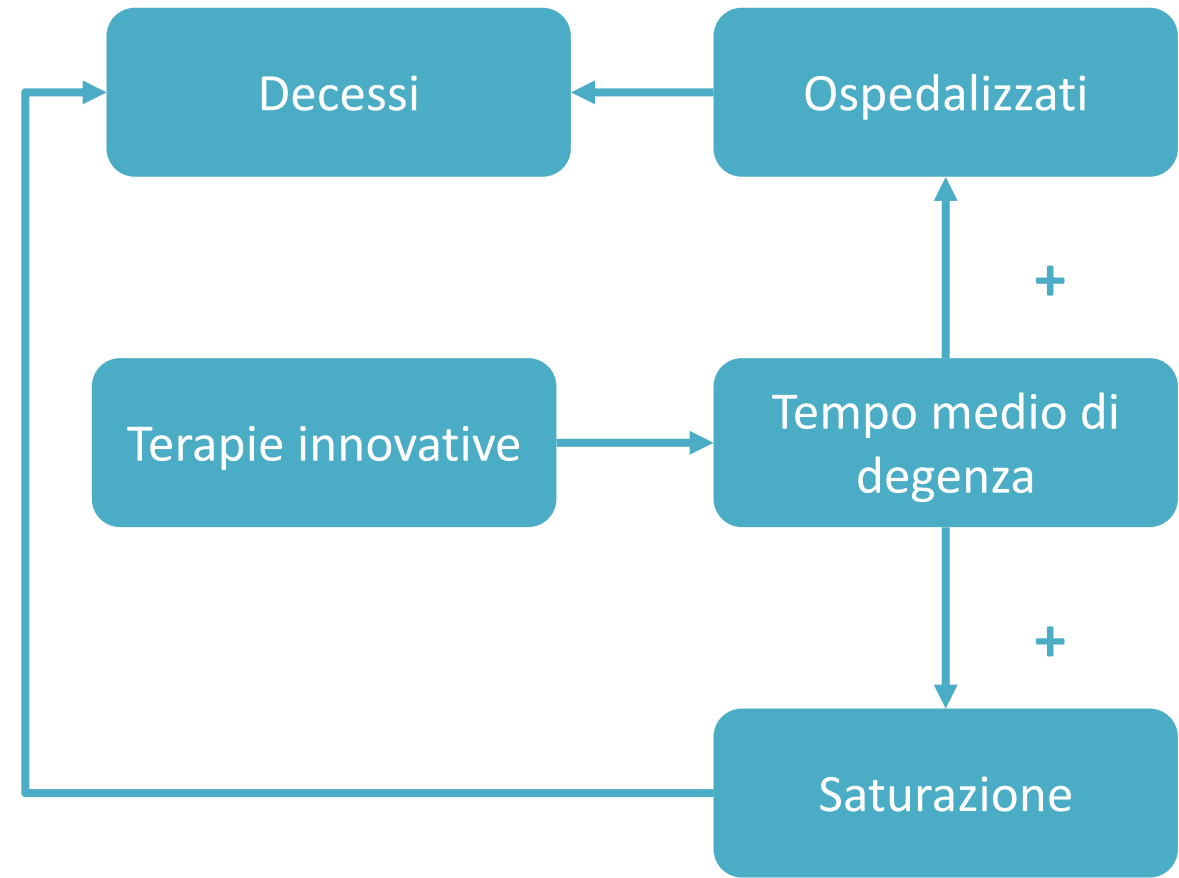 Decessi
Ospedalizzati
+
Terapie innovative
Tempo medio di
degenza
+
Saturazione